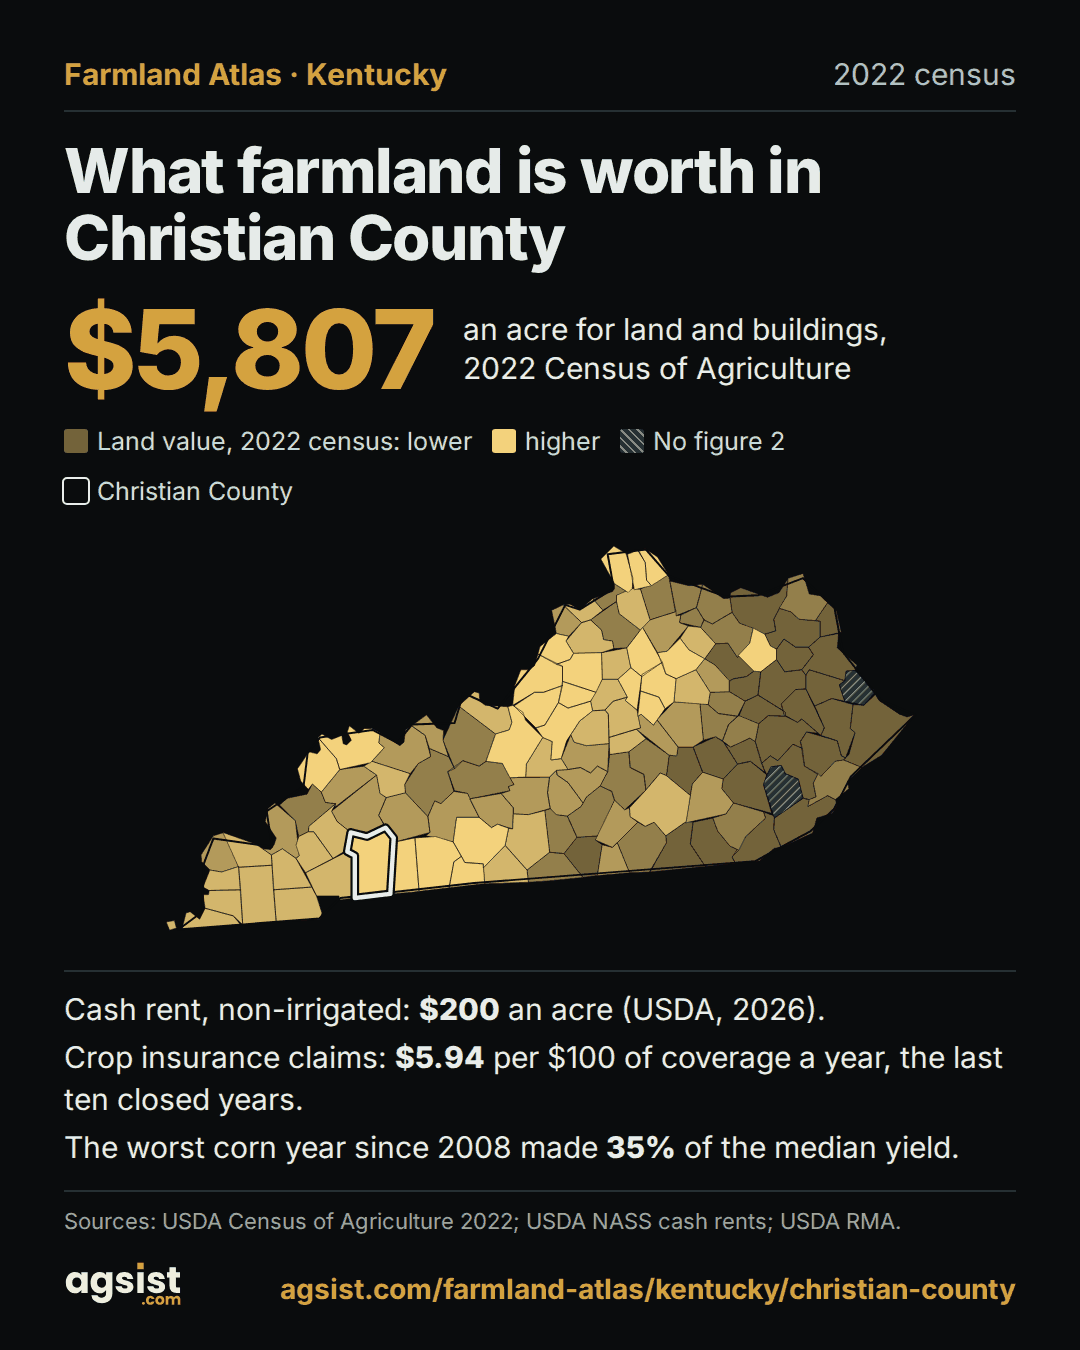 Farmland Atlas · Kentucky
2022 census
What farmland is worth in
Christian County
$5,807
an acre for land and buildings,
2022 Census of Agriculture
Land value, 2022 census: lower
higher
No figure 2
Christian County
Cash rent, non-irrigated: $200 an acre (USDA, 2026).
Crop insurance claims: $5.94 per $100 of coverage a year, the last
ten closed years.
The worst corn year since 2008 made 35% of the median yield.
Sources: USDA Census of Agriculture 2022; USDA NASS cash rents; USDA RMA.
agsist
.com
agsist.com/farmland-atlas/kentucky/christian-county